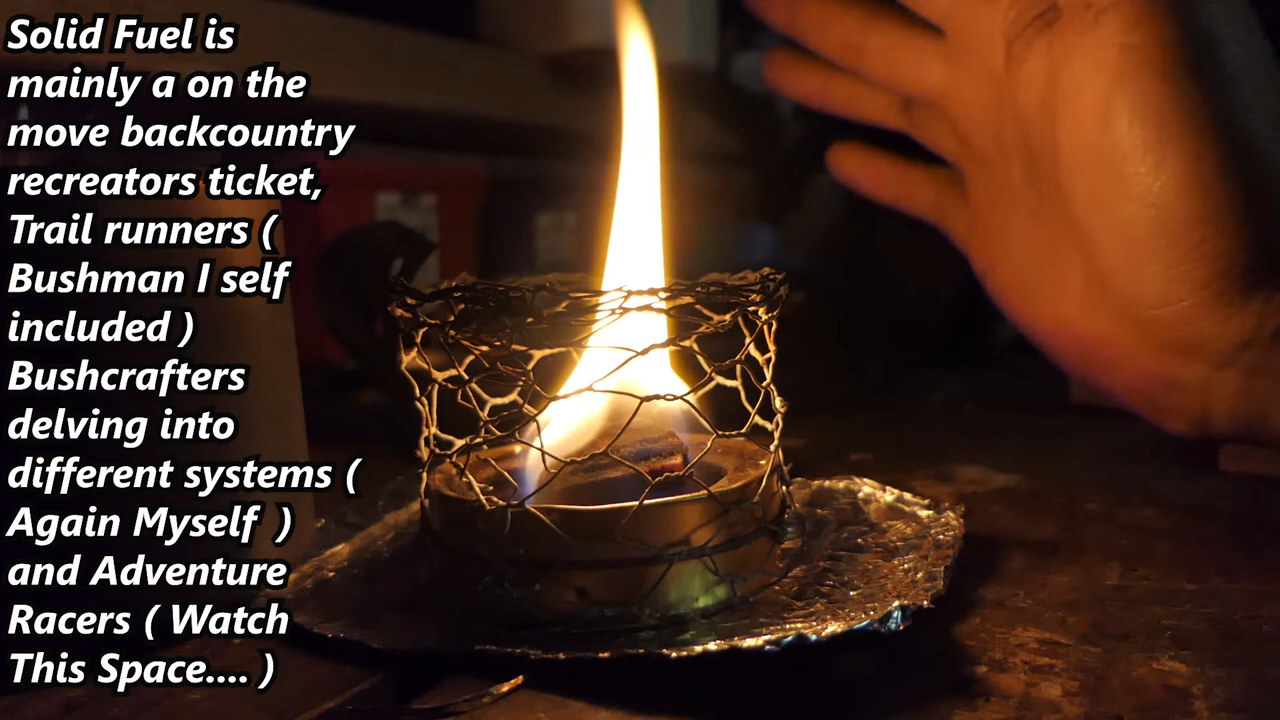 Solid Fuel is
mainly a on the
move backcountry
recreators ticket,
Trail runners (
Bushman I self
included )
Bushcrafters
delving into
different systems (
Again Myself  )
and Adventure
Racers ( Watch
This Space.... )